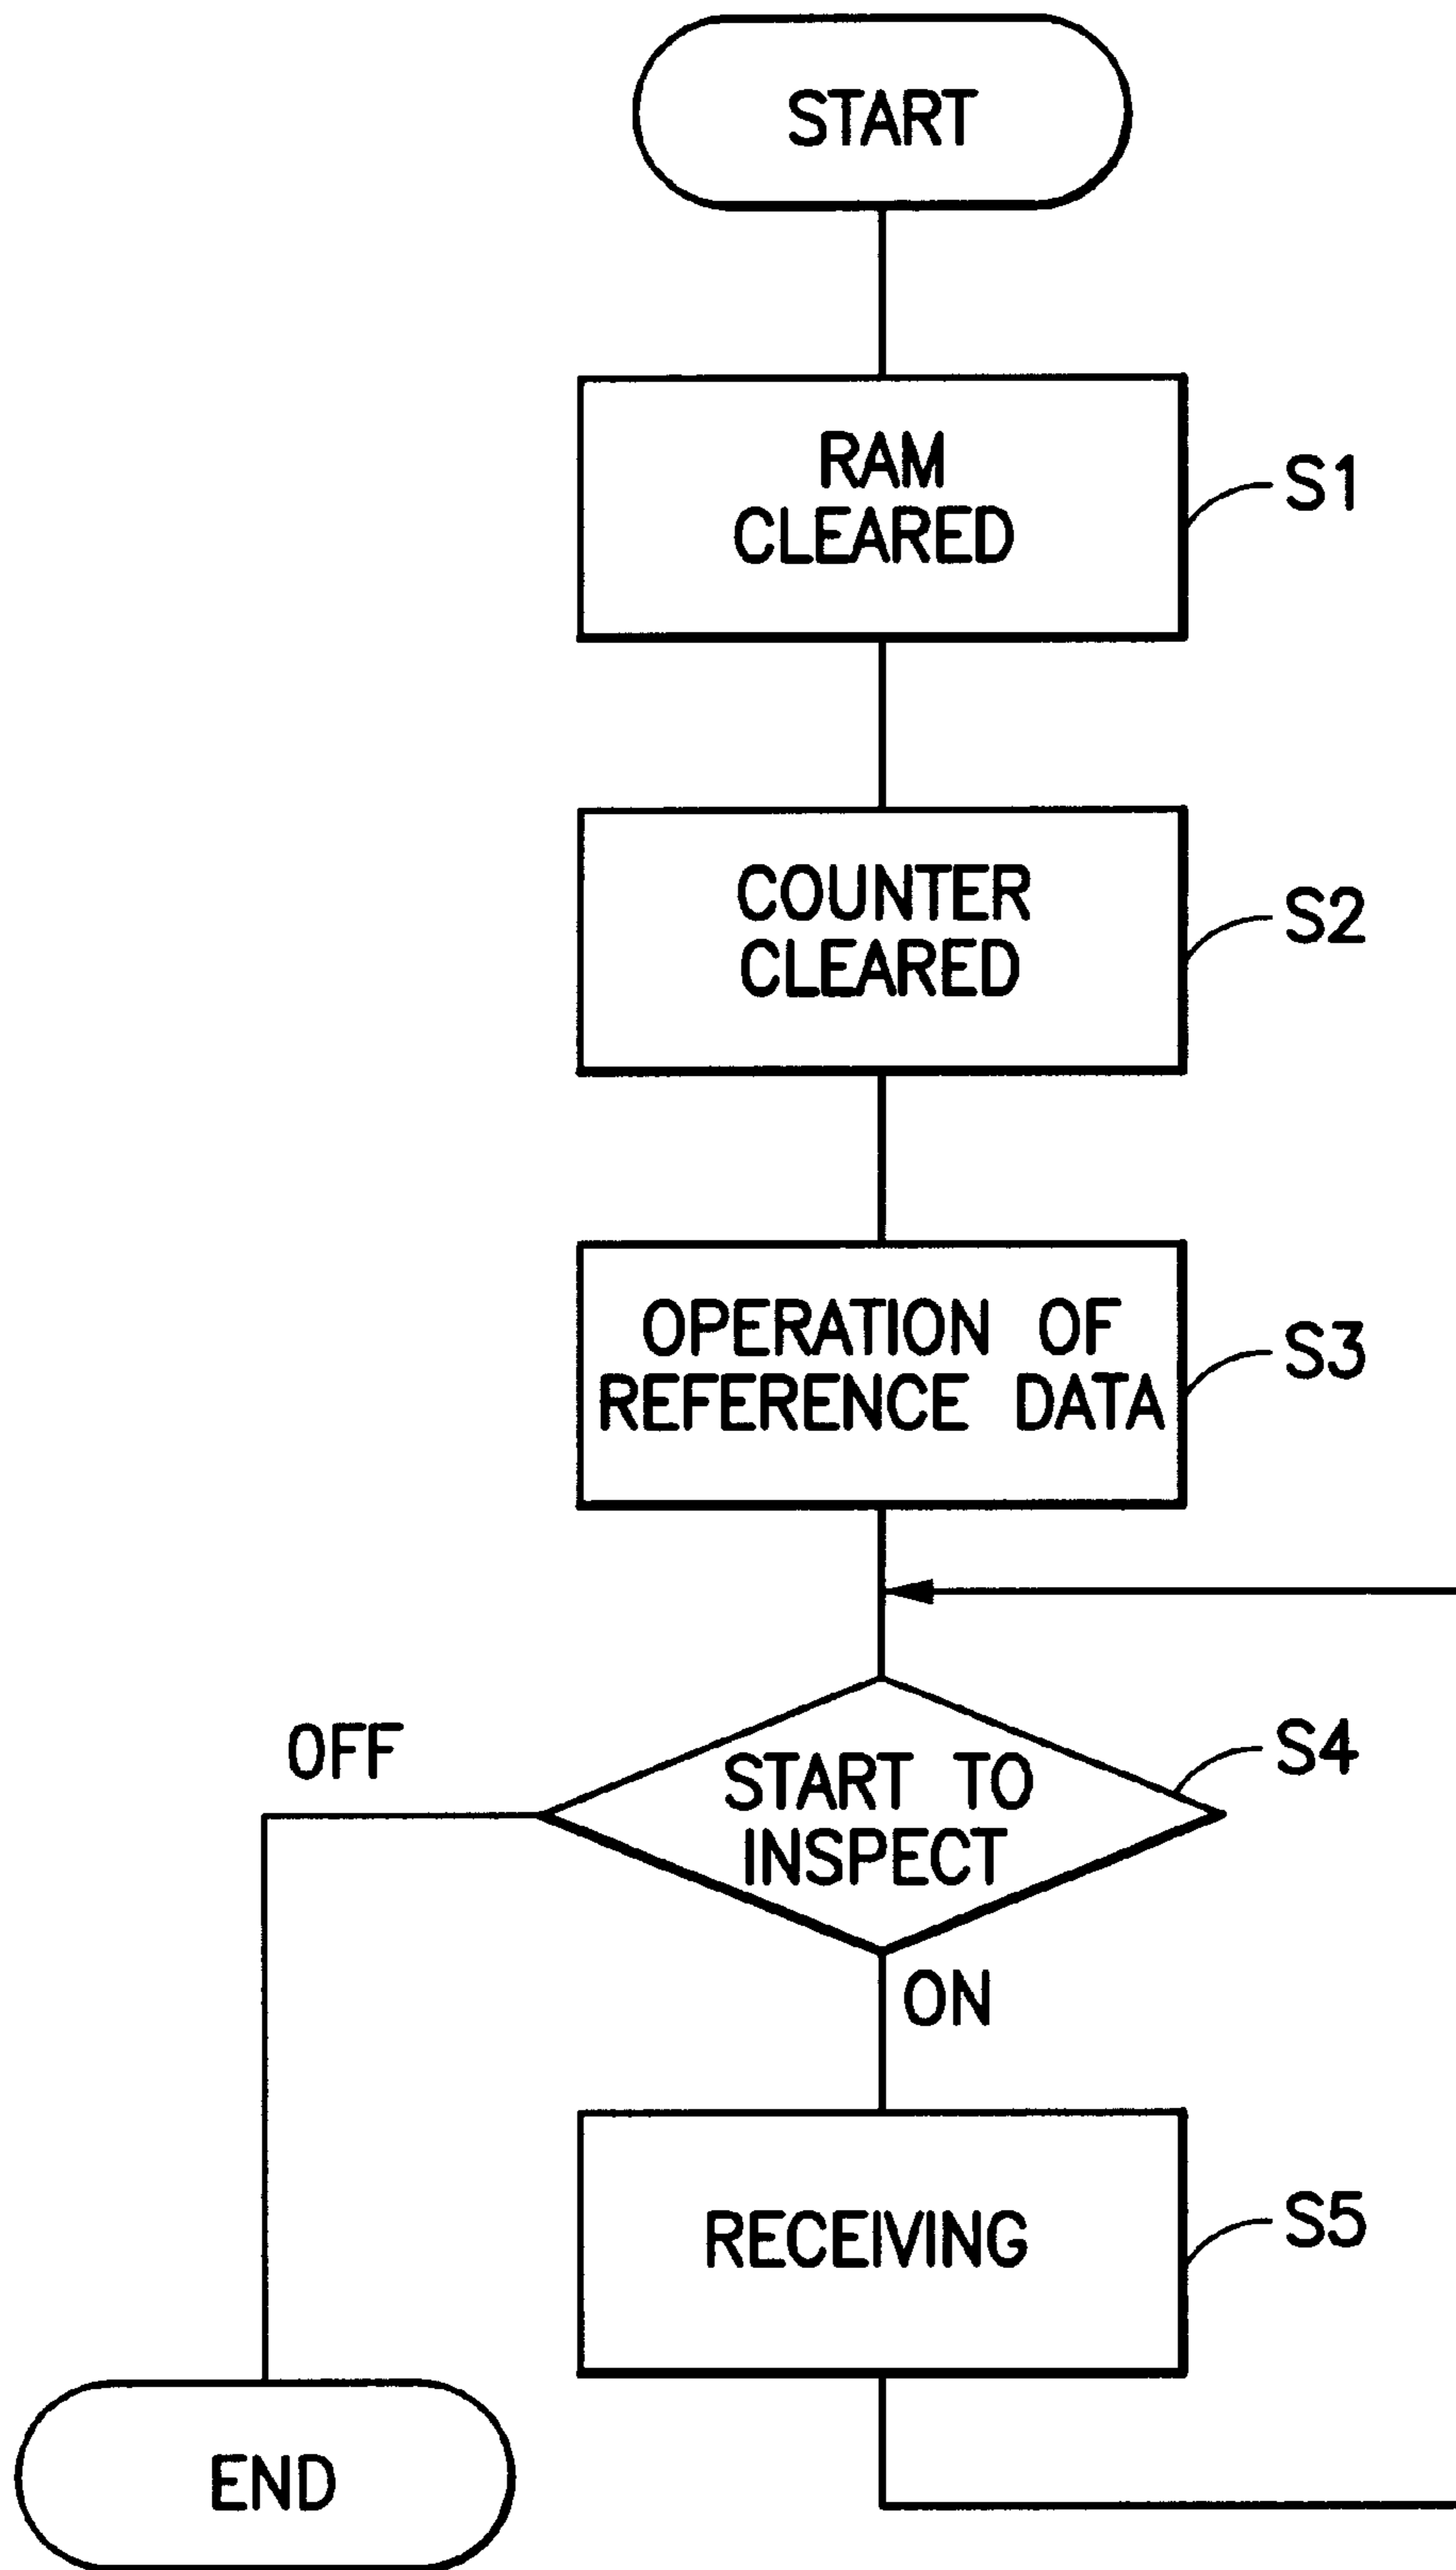 START
RAM
CLEARED
S1
COUNTER
CLEARED
S2
OPERATION OF
REFERENCE DATA
S3
OFF
START TO
INSPECT
S4
ON
RECEIVING
S5
END